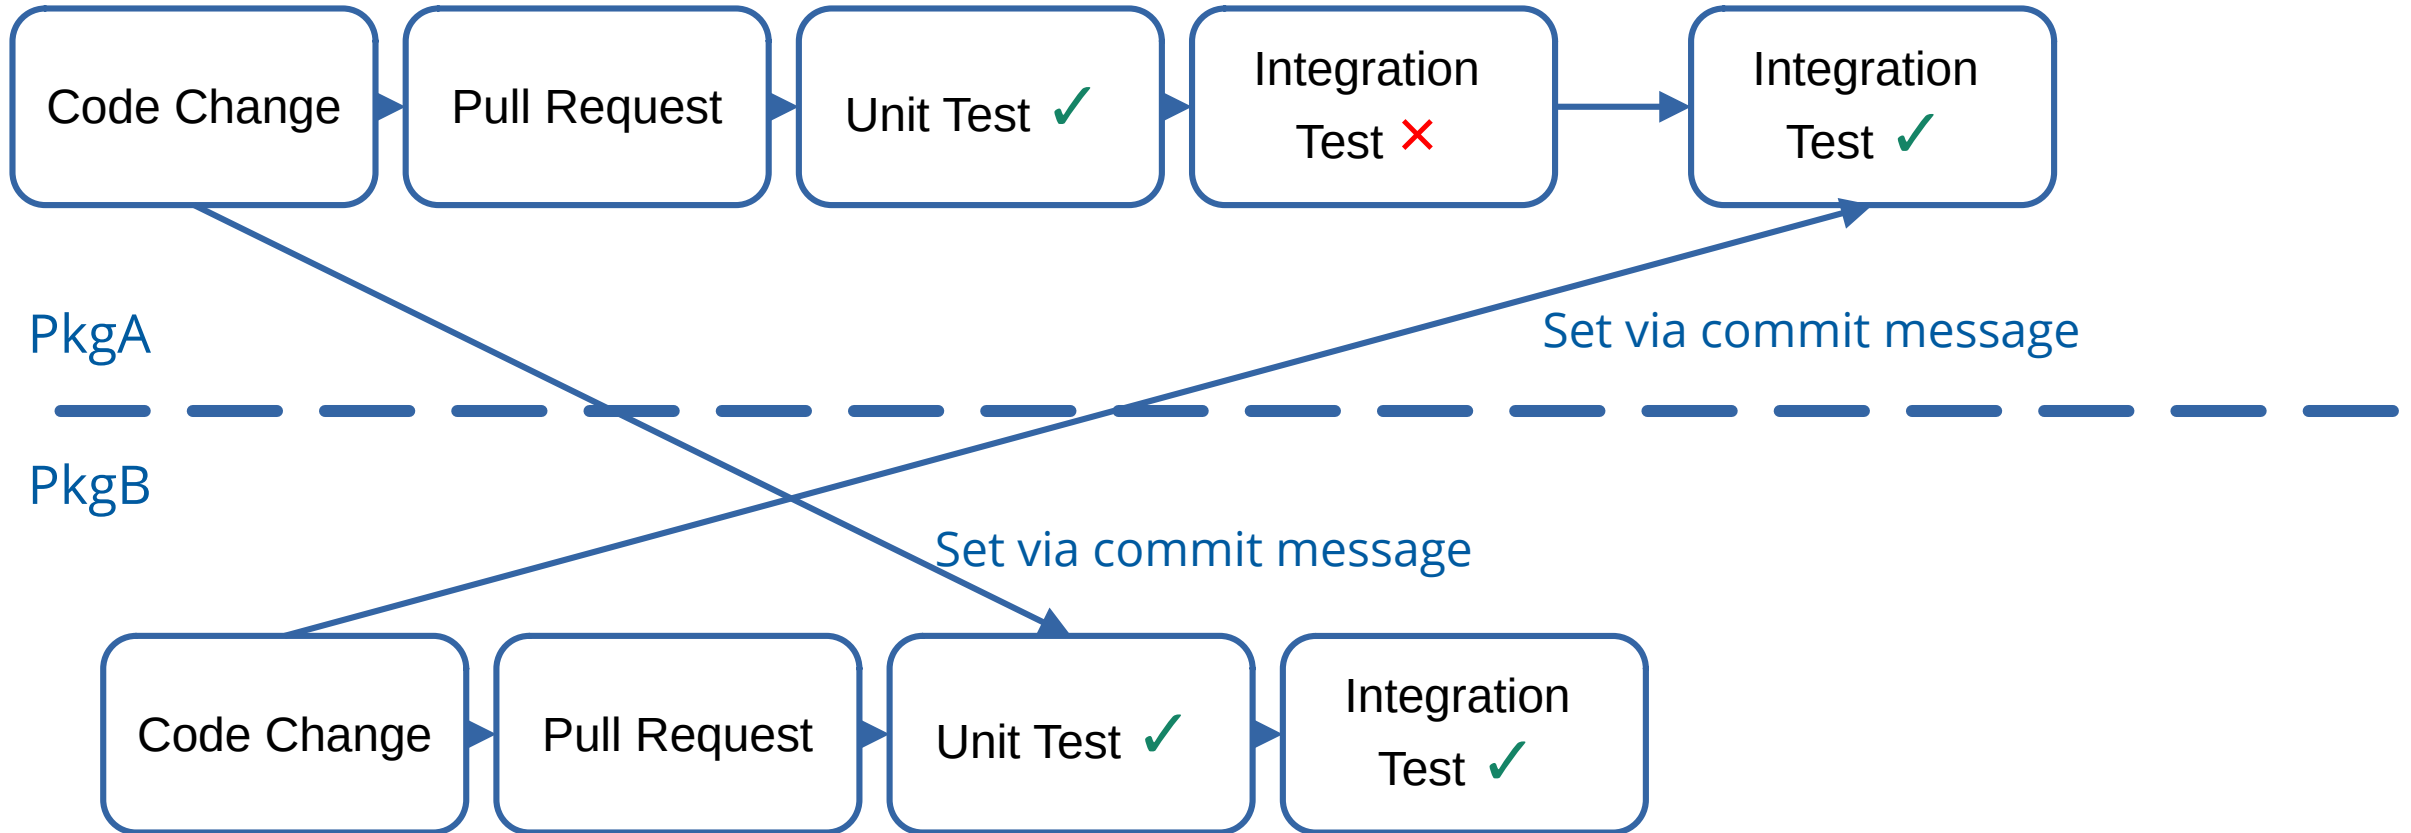 Code Change
Pull Request
Unit Test ✓
Integration
Test ✕
Integration
Test ✓
PkgA
Set via commit message
PkgB
Set via commit message
Code Change
Pull Request
Unit Test ✓
Integration
Test ✓